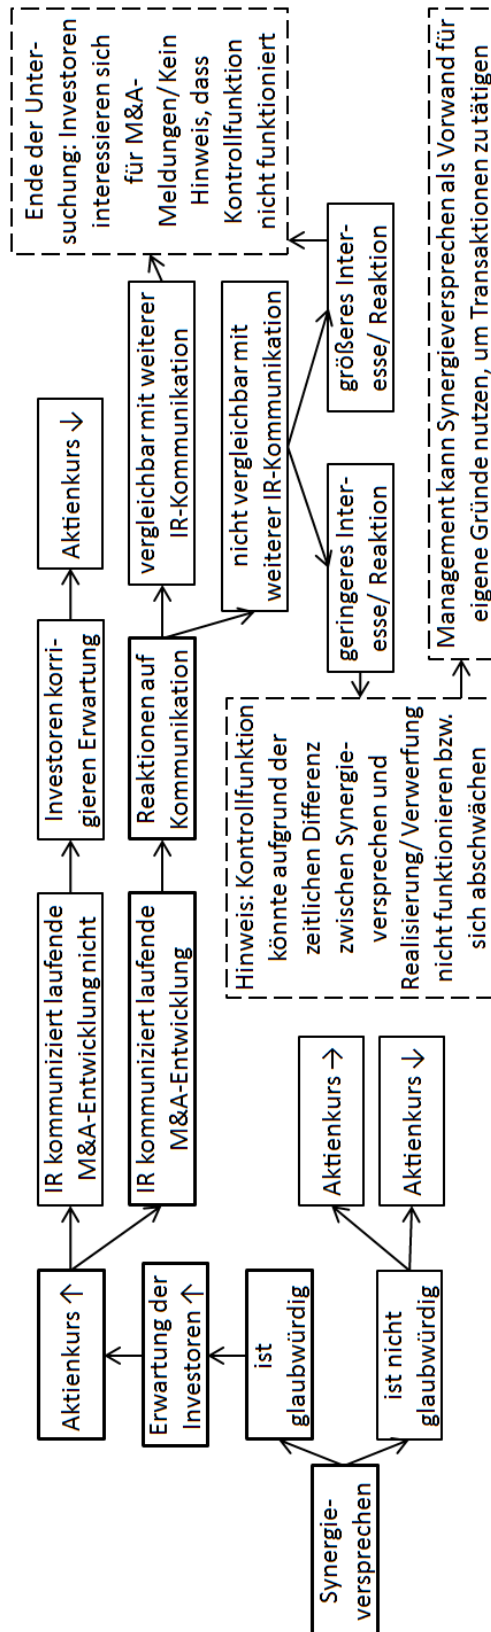 Synergie-
versprechen
ist
glaubwürdig
ist nicht
glaubwürdig
Erwartung der
Investoren ↑
Aktienkurs ↑
Aktienkurs →
Aktienkurs ↓
IR kommuniziert laufende
M&A-Entwicklung nicht
IR kommuniziert laufende
M&A-Entwicklung
Investoren korri-
gieren Erwartung
Aktienkurs ↓
Reaktionen auf
Kommunikation
vergleichbar mit weiterer
IR-Kommunikation
nicht vergleichbar mit
weiterer IR-Kommunikation
geringeres Inter-
esse/ Reaktion
größeres Inter-
esse/ Reaktion
Ende der Unter-
suchung: Investoren
interessieren sich
für M&A-
Meldungen/Kein
Hinweis, dass
Kontrollfunktion
nicht funktioniert
Hinweis: Kontrollfunktion
könnte aufgrund der
zeitlichen Differenz
zwischen Synergie-
versprechen und
Realisierung/Verwerfung
nicht funktionieren bzw.
sich abschwächen
Management kann Synergieversprechen als Vorwand für
eigene Gründe nutzen, um Transaktionen zu tätigen